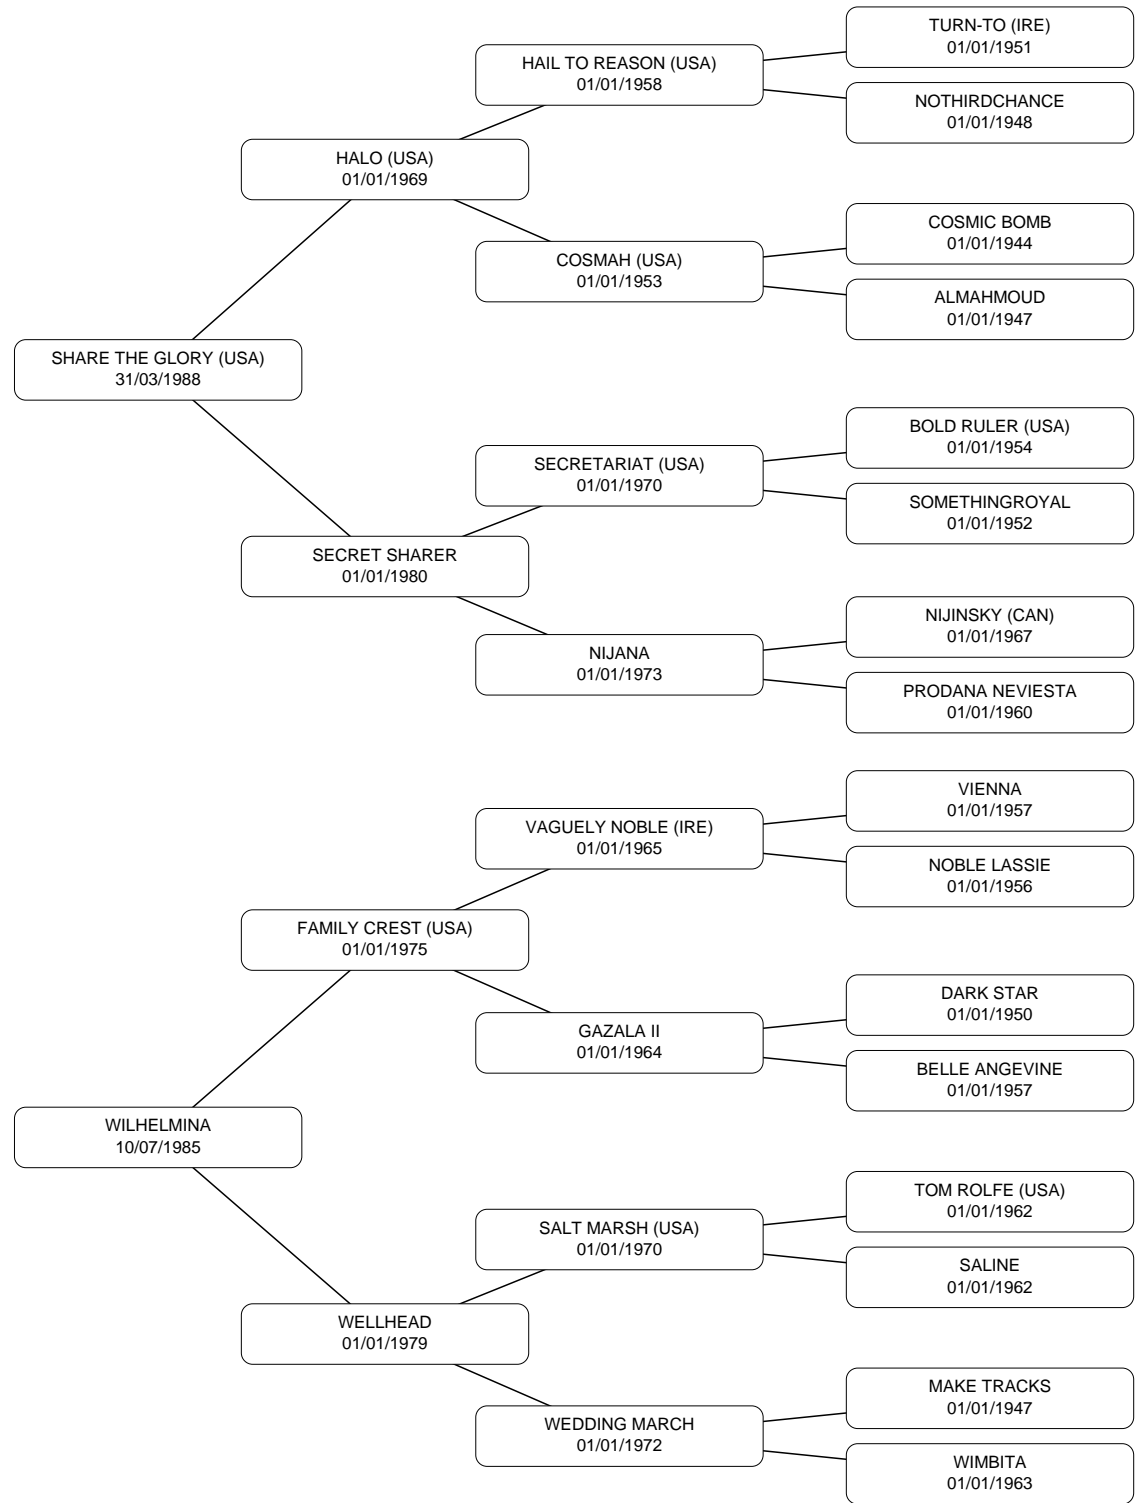 TURN-TO (IRE)
01/01/1951
HAIL TO REASON (USA)
01/01/1958
NOTHIRDCHANCE
01/01/1948
HALO (USA)
01/01/1969
COSMIC BOMB
01/01/1944
COSMAH (USA)
01/01/1953
ALMAHMOUD
01/01/1947
SHARE THE GLORY (USA)
31/03/1988
BOLD RULER (USA)
01/01/1954
SECRETARIAT (USA)
01/01/1970
SOMETHINGROYAL
01/01/1952
SECRET SHARER
01/01/1980
NIJINSKY (CAN)
01/01/1967
NIJANA
01/01/1973
PRODANA NEVIESTA
01/01/1960
VIENNA
01/01/1957
VAGUELY NOBLE (IRE)
01/01/1965
NOBLE LASSIE
01/01/1956
FAMILY CREST (USA)
01/01/1975
DARK STAR
01/01/1950
GAZALA II
01/01/1964
BELLE ANGEVINE
01/01/1957
WILHELMINA
10/07/1985
TOM ROLFE (USA)
01/01/1962
SALT MARSH (USA)
01/01/1970
SALINE
01/01/1962
WELLHEAD
01/01/1979
MAKE TRACKS
01/01/1947
WEDDING MARCH
01/01/1972
WIMBITA
01/01/1963